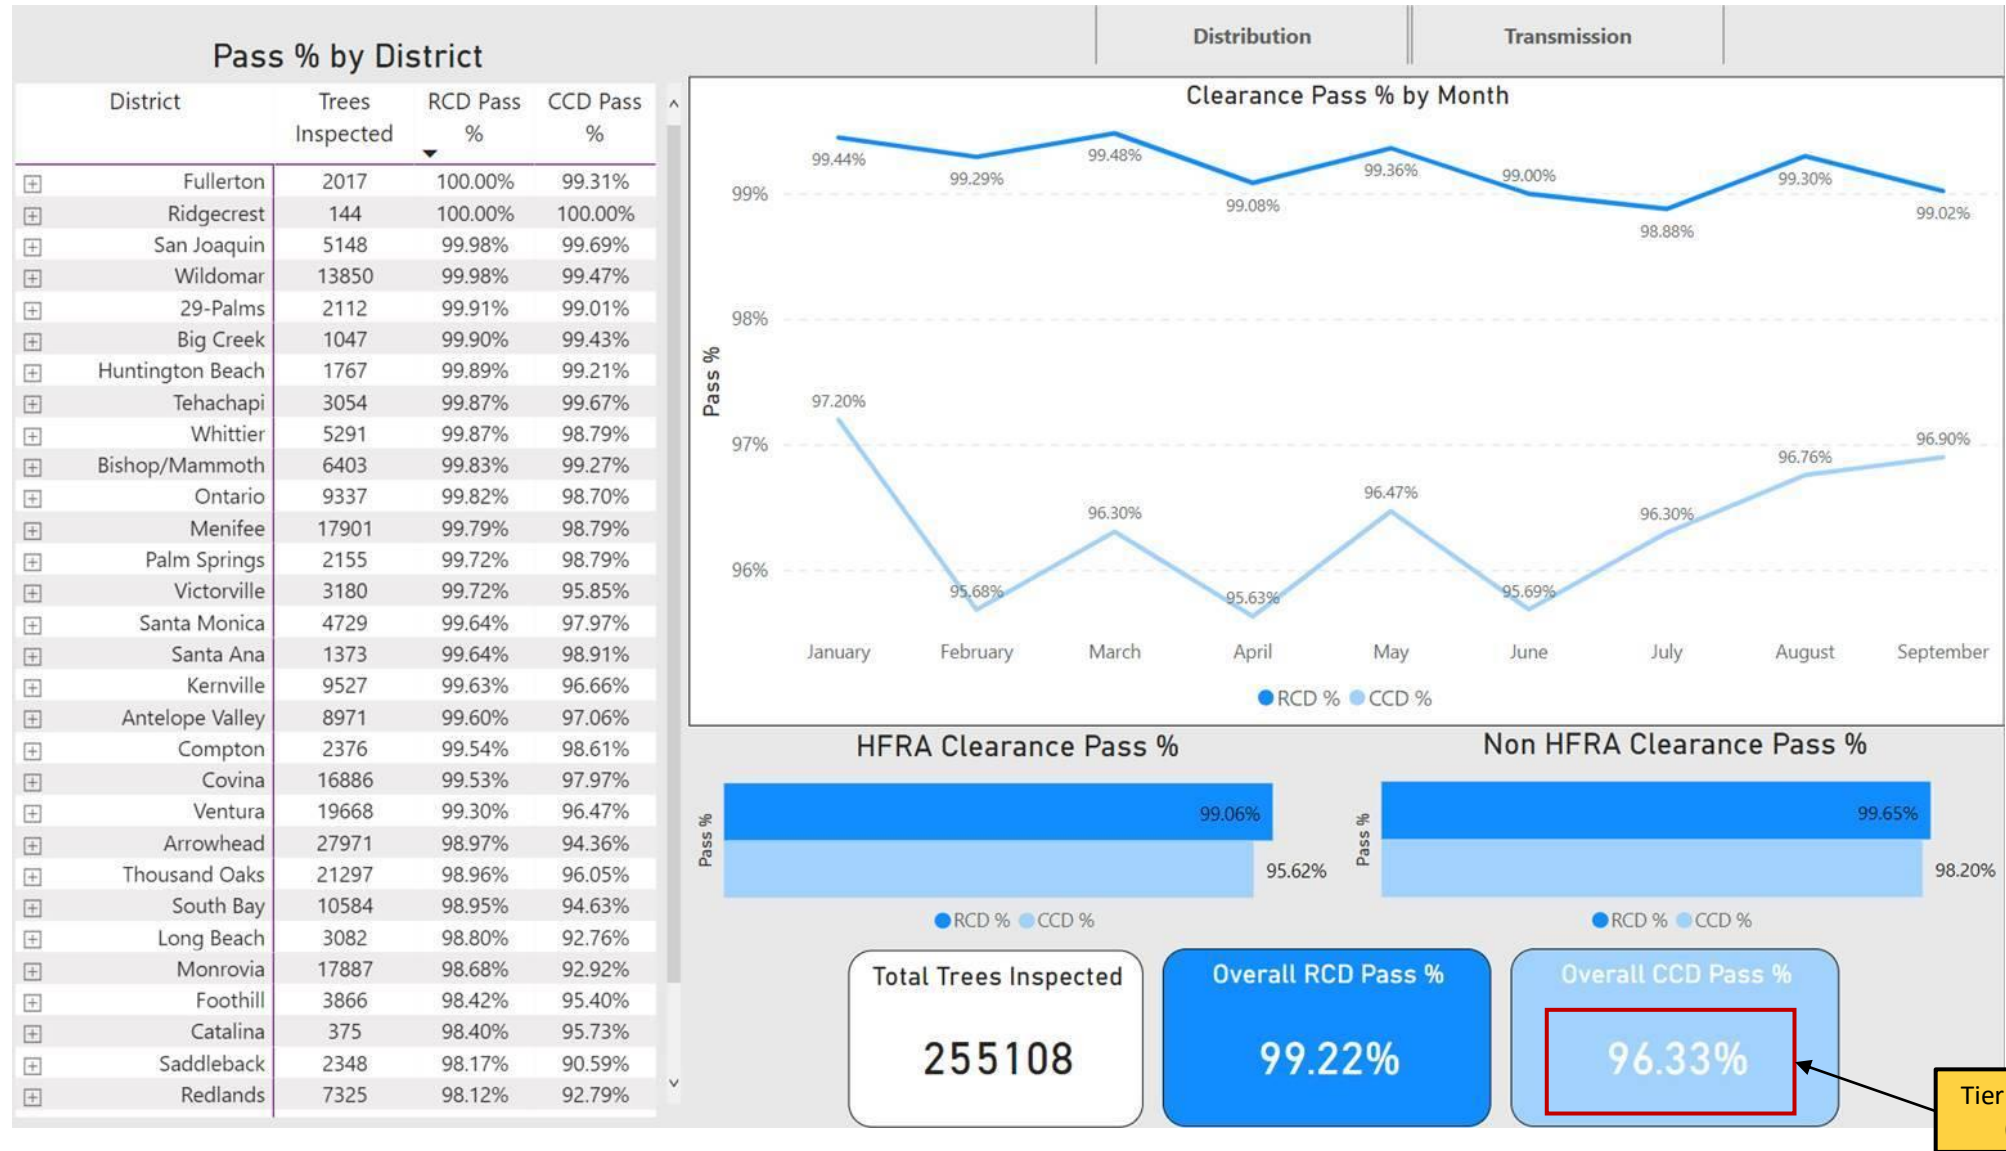 Distribution
Transmission
Pass % by District
District Trees Inspected RCD Pass % CCD Pass %
Fullerton 2017 100.00% 99.31%
Ridgecrest 144 100.00% 100.00%
San Joaquin 5148 99.98% 99.69%
Wildomar 13850 99.98% 99.47%
29-Palms 2112 99.91% 99.01%
Big Creek 1047 99.90% 99.43%
Huntington Beach 1767 99.89% 99.21%
Tehachapi 3054 99.87% 99.67%
Whittier 5291 99.87% 98.79%
Bishop/Mammoth 6403 99.83% 99.27%
Ontario 9337 99.82% 98.70%
Menifee 17901 99.79% 98.79%
Palm Springs 2155 99.72% 98.79%
Victorville 3180 99.72% 95.85%
Santa Monica 4729 99.64% 97.97%
Santa Ana 1373 99.64% 98.91%
Kernville 9527 99.63% 96.66%
Antelope Valley 8971 99.60% 97.06%
Compton 2376 99.54% 98.61%
Covina 16886 99.53% 97.97%
Ventura 19668 99.30% 96.47%
Arrowhead 27971 98.97% 94.36%
Thousand Oaks 21297 98.96% 96.05%
South Bay 10584 98.95% 94.63%
Long Beach 3082 98.80% 92.76%
Monrovia 17887 98.68% 92.92%
Foothill 3866 98.42% 95.40%
Catalina 375 98.40% 95.73%
Saddleback 2348 98.17% 90.59%
Redlands 7325 98.12% 92.79%
Clearance Pass % by Month
99.44% 99.29% 99.48% 99.08% 99.36% 99.00% 98.88% 99.30% 99.02%
99%
98%
Pass %
97%
96%
97.20% 95.68% 96.30% 95.63% 96.47% 95.69% 96.30% 96.76% 96.90%
January February March April May June July August September
RCD % CCD %
HFRA Clearance Pass %
Pass %
99.06%
95.62%
RCD % CCD %
Non HFRA Clearance Pass %
Pass %
99.65%
98.20%
RCD % CCD %
Total Trees Inspected
255108
Overall RCD Pass %
99.22%
Overall CCD Pass %
96.33%
Tier